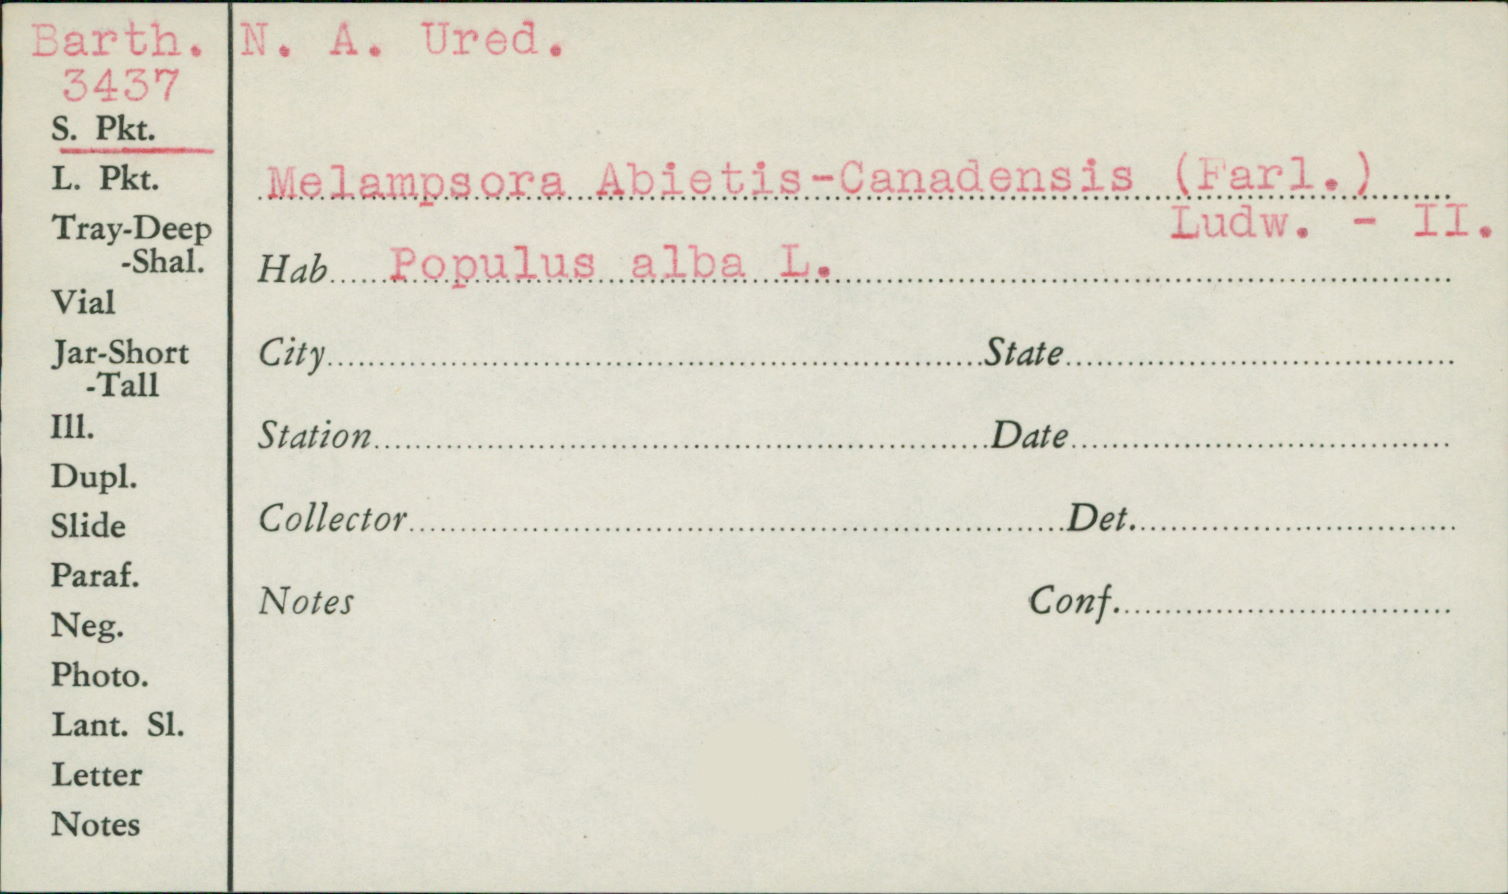 Barth.
3437
S. Pkt.
L. Pkt.
Tray-Deep
-Shal.
Vial
Jar-Short
-Tall
Ill.
Dupl.
Slide
Paraf.
Neg.
Photo.
Lant. Sl.
Letter
Notes
N. A. Ured.
Melampsora Abietis-Canadensis (Farl.)
Ludw. - II.
Hab Populus alba L.
City State
Station Date
Collector Det.
Notes Conf.